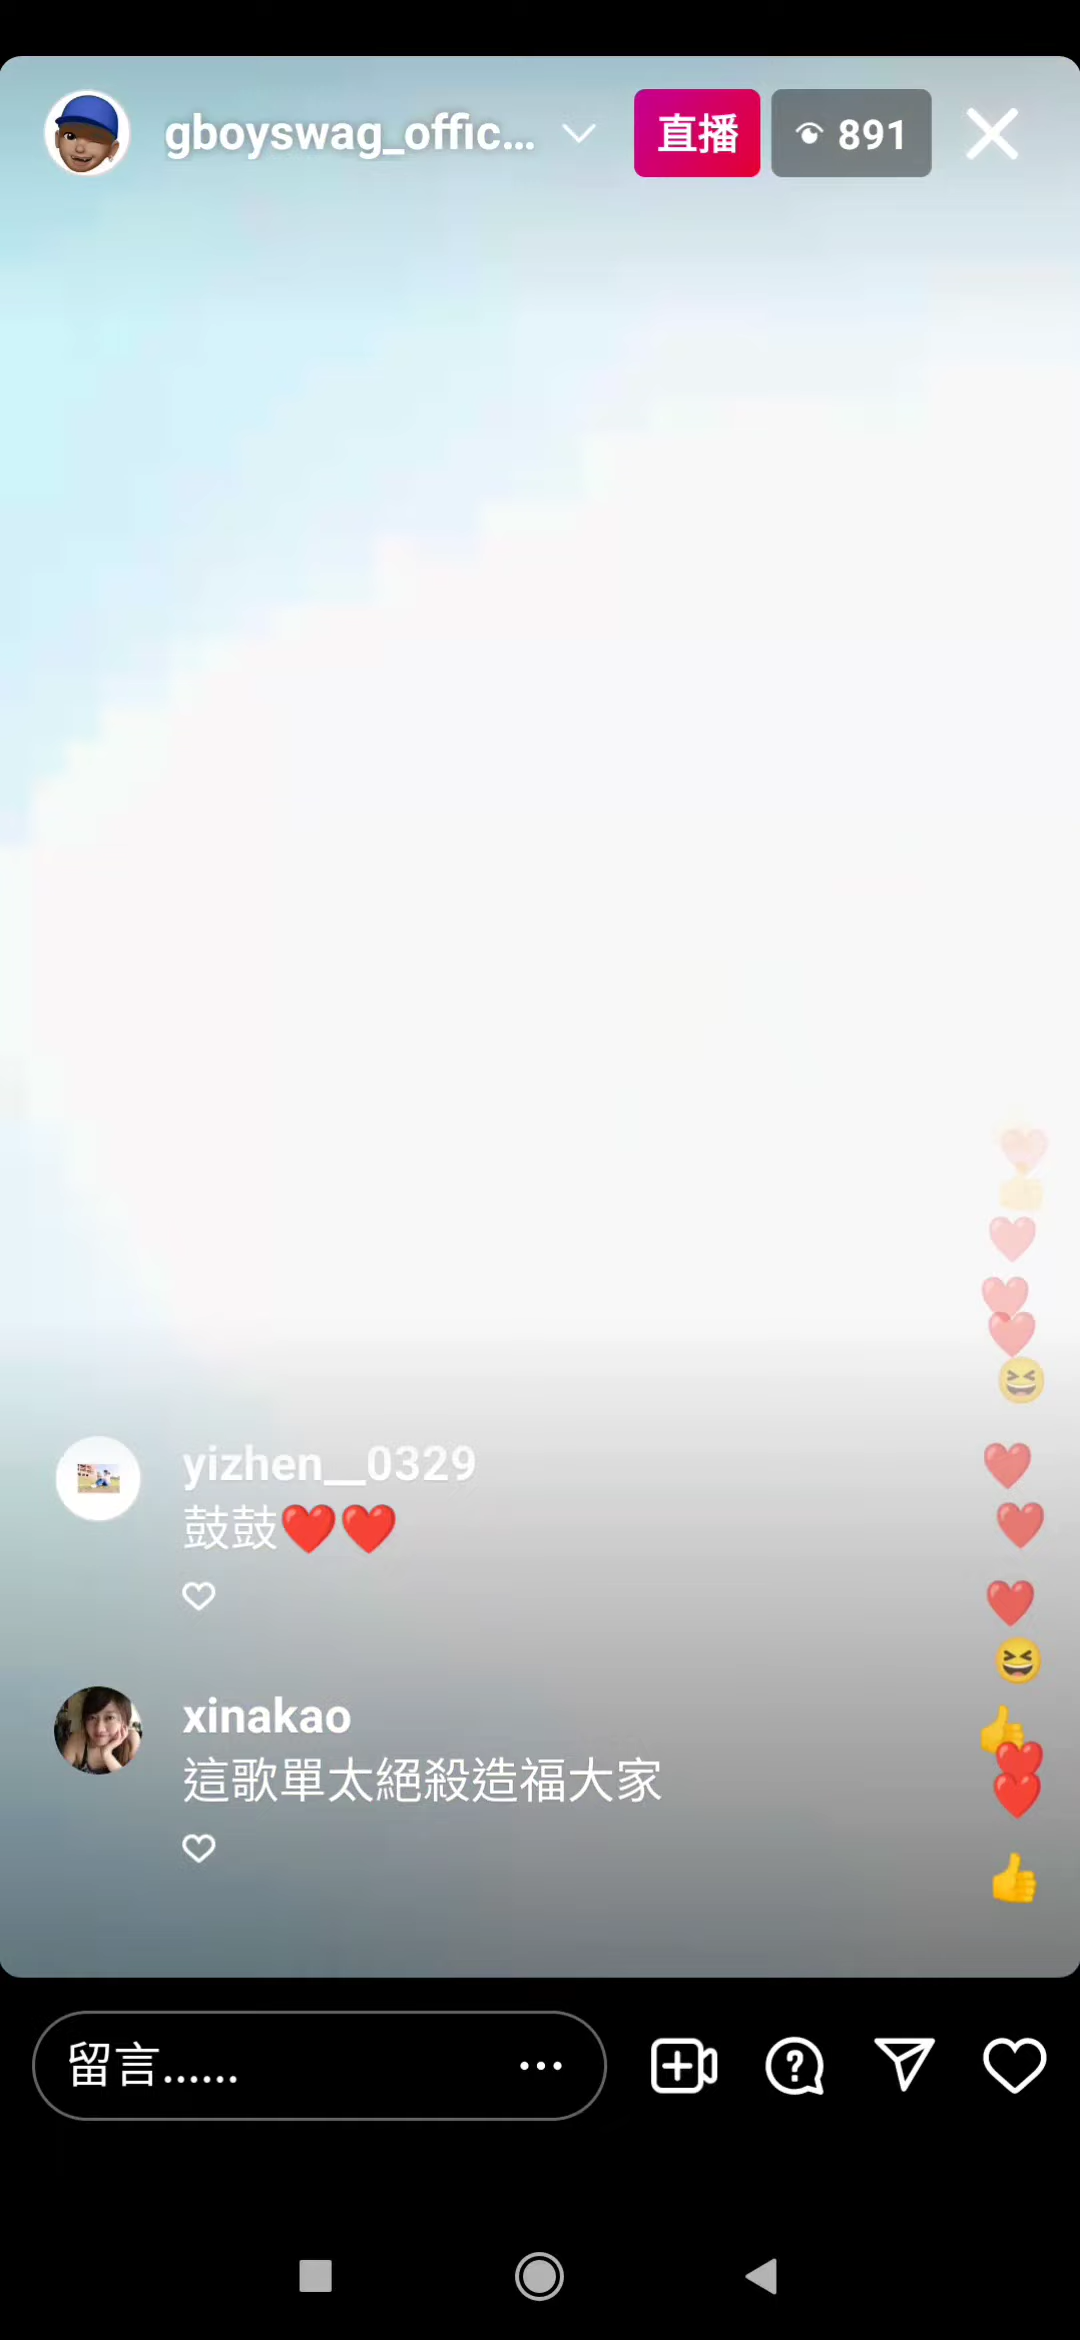 gboyswag_offic...
直播
891
yizhen__0329
鼓鼓❤️❤️
xinakao
這歌單太絕殺造福大家
留言......